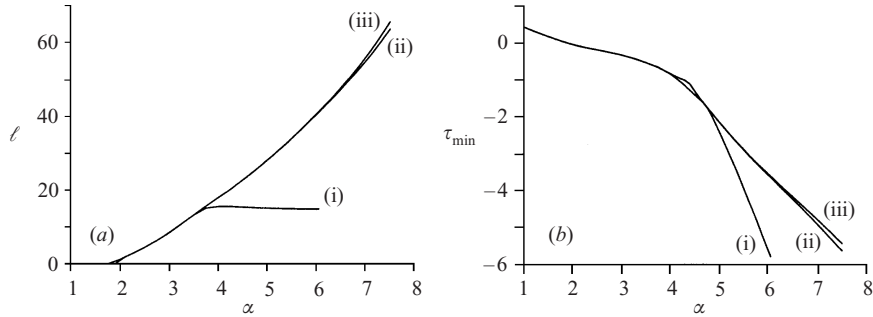 60
40
20
0
ℓ
(iii)
(ii)
(i)
(a)
1 2 3 4 5 6 7 8
α
0
−2
−4
−6
τmin
(iii)
(ii)
(i)
(b)
1 2 3 4 5 6 7 8
α